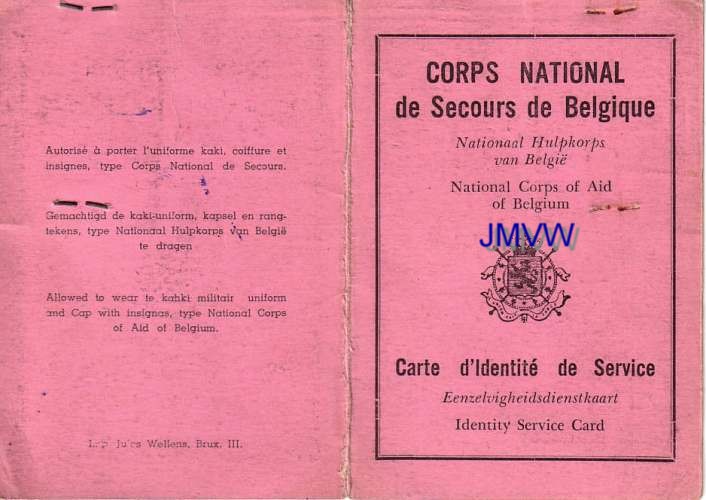 Autorisé à porter l'uniforme kaki, coiffure et
insignes, type Corps National de Secours.
Gemachtigd de kaki-uniform, kapsel en rang-
tekens, type Nationaal Hulpkorps van België
te dragen
Allowed to wear te kahki militair uniform
and Cap with insignas, type National Corps
of Aid of Belgium.
Jules Wellens, Brux. III.
CORPS NATIONAL
de Secours de Belgique
Nationaal Hulpkorps
van België
National Corps of Aid
of Belgium
JMVW
Carte d'Identité de Service
Eenzelvigheidsdienstkaart
Identity Service Card